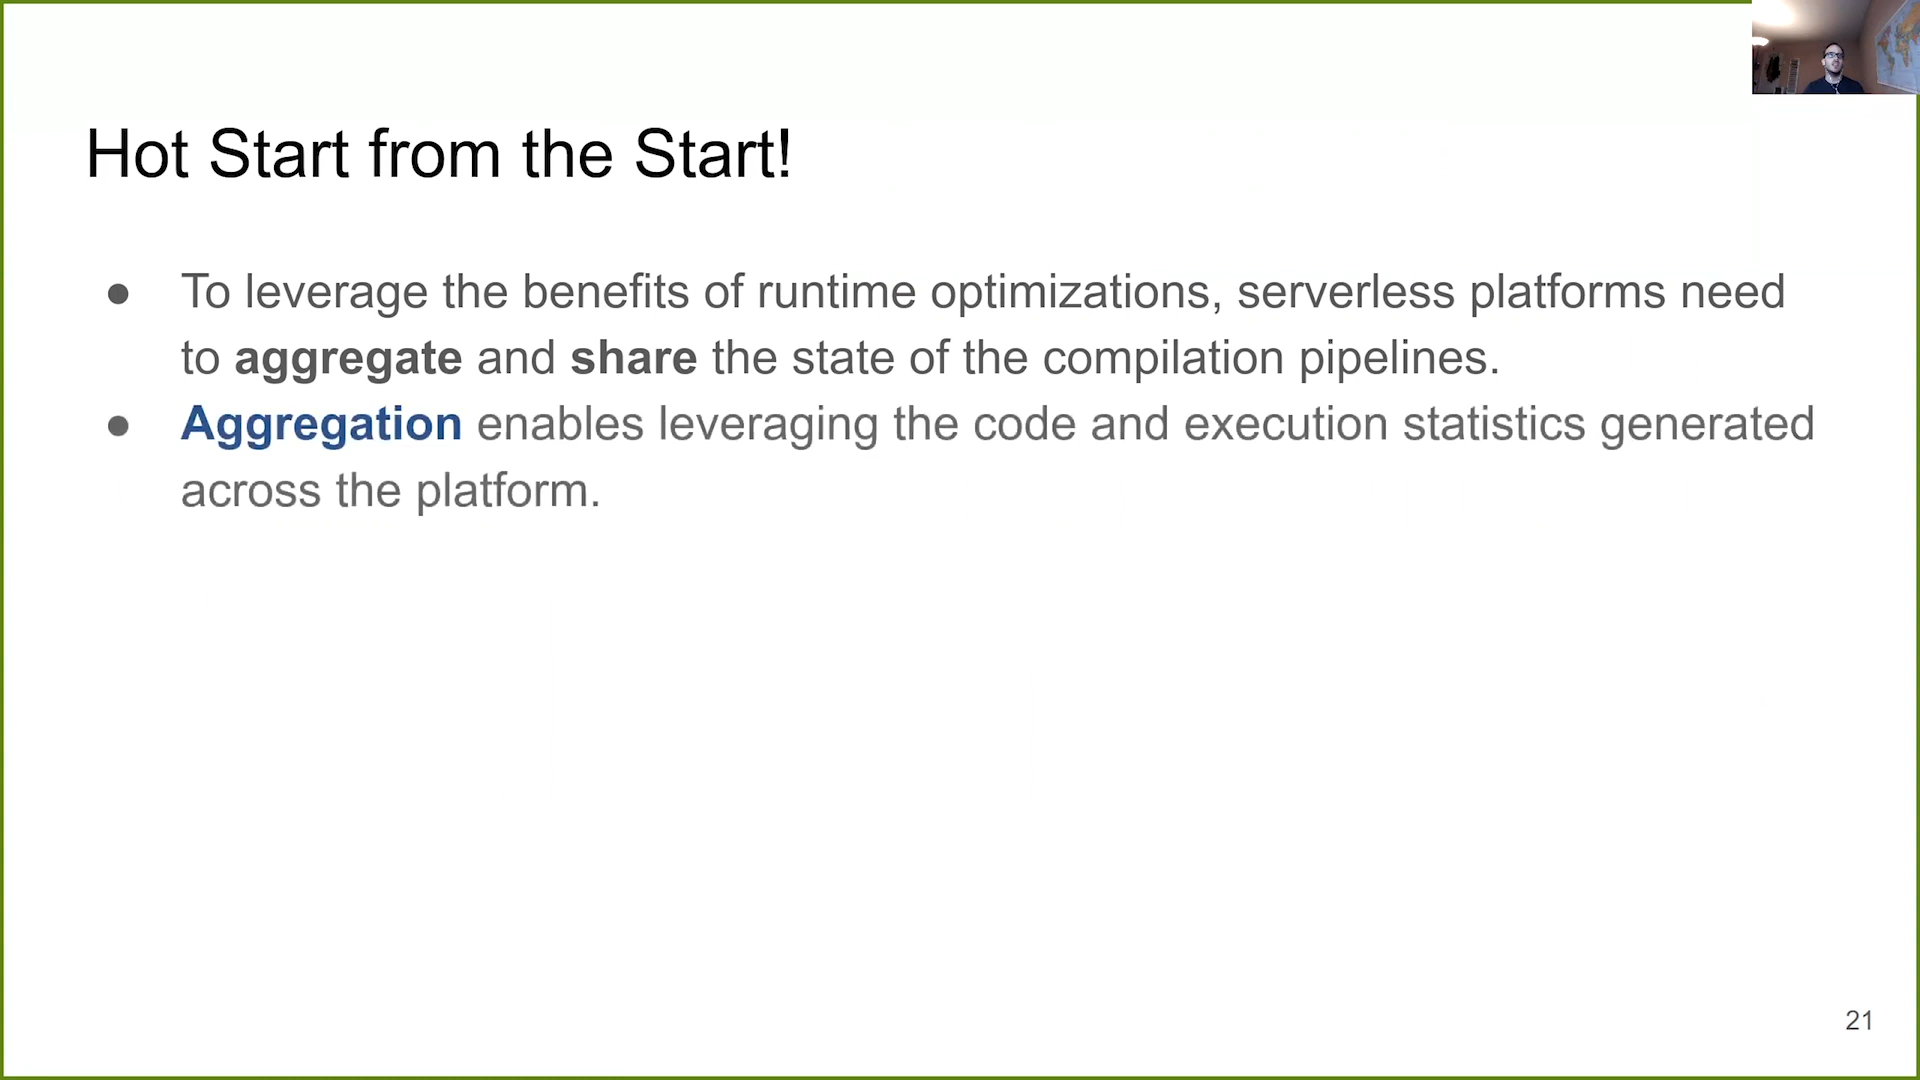 Hot Start from the Start!
● To leverage the benefits of runtime optimizations, serverless platforms need
to aggregate and share the state of the compilation pipelines.
● Aggregation enables leveraging the code and execution statistics generated
across the platform.
21